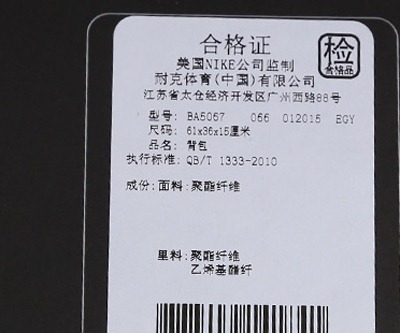 合格证
检
合格品
美国NIKE公司监制
耐克体育(中国)有限公司
江苏省太仓经济开发区广州西路88号
型号: BA5067 066 012015 EGY
尺码: 61x36x15厘米
品名: 背包
执行标准: QB/T 1333-2010
成份: 面料: 聚酯纤维
里料: 聚酯纤维
乙烯基酯纤